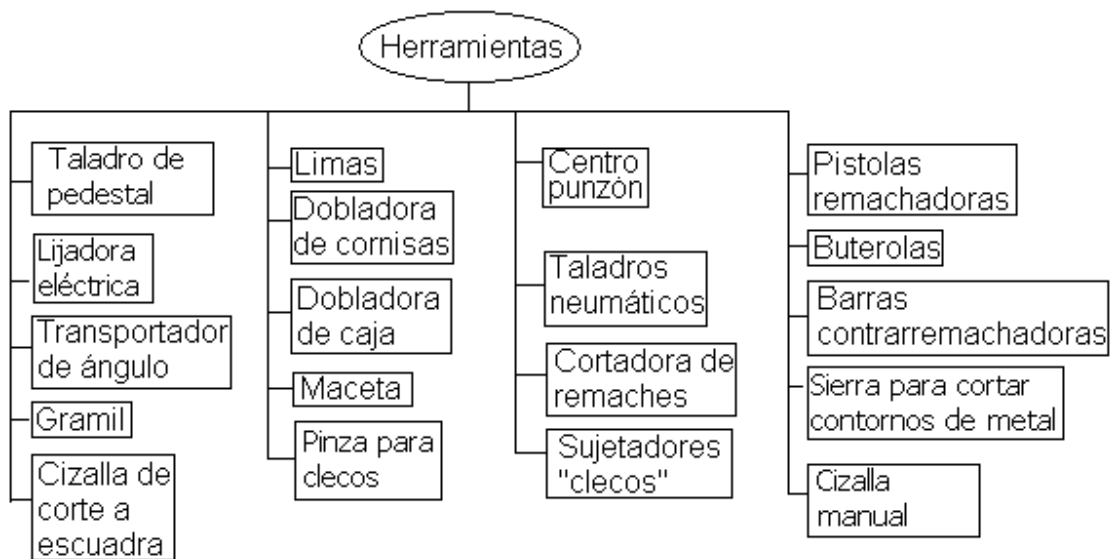 Herramientas
Taladro de
pedestal
Lijadora
eléctrica
Transportador
de ángulo
Gramil
Cizalla de
corte a
escuadra
Limas
Dobladora
de cornisas
Dobladora
de caja
Maceta
Pinza para
clecos
Centro
punzón
Taladros
neumáticos
Cortadora de
remaches
Sujetadores
"clecos"
Pistolas
remachadoras
Buterolas
Barras
contrarremachadoras
Sierra para cortar
contornos de metal
Cizalla
manual